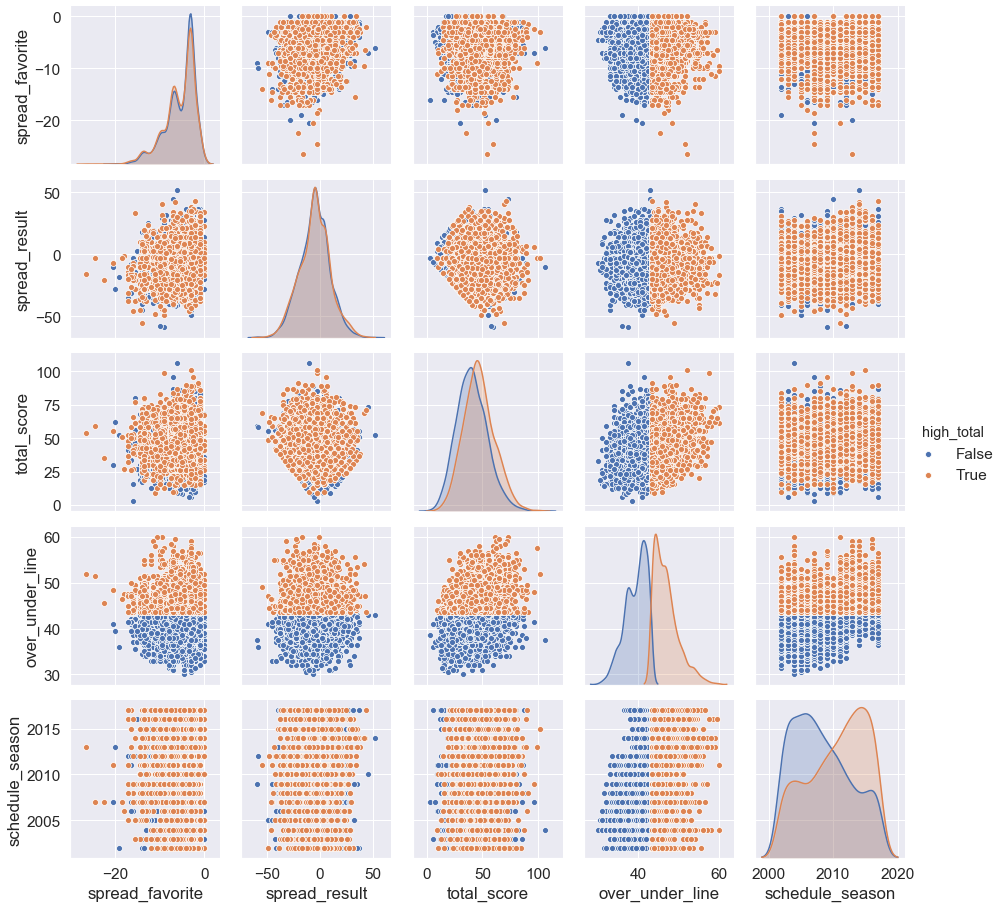 spread_favorite
0
−10
−20
spread_result
50
0
−50
total_score
100
75
50
25
0
high_total
False
True
over_under_line
60
50
40
30
schedule_season
2015
2010
2005
−20 0
−50 0 50
0 50 100
40 60
2000 2010 2020
spread_favorite
spread_result
total_score
over_under_line
schedule_season